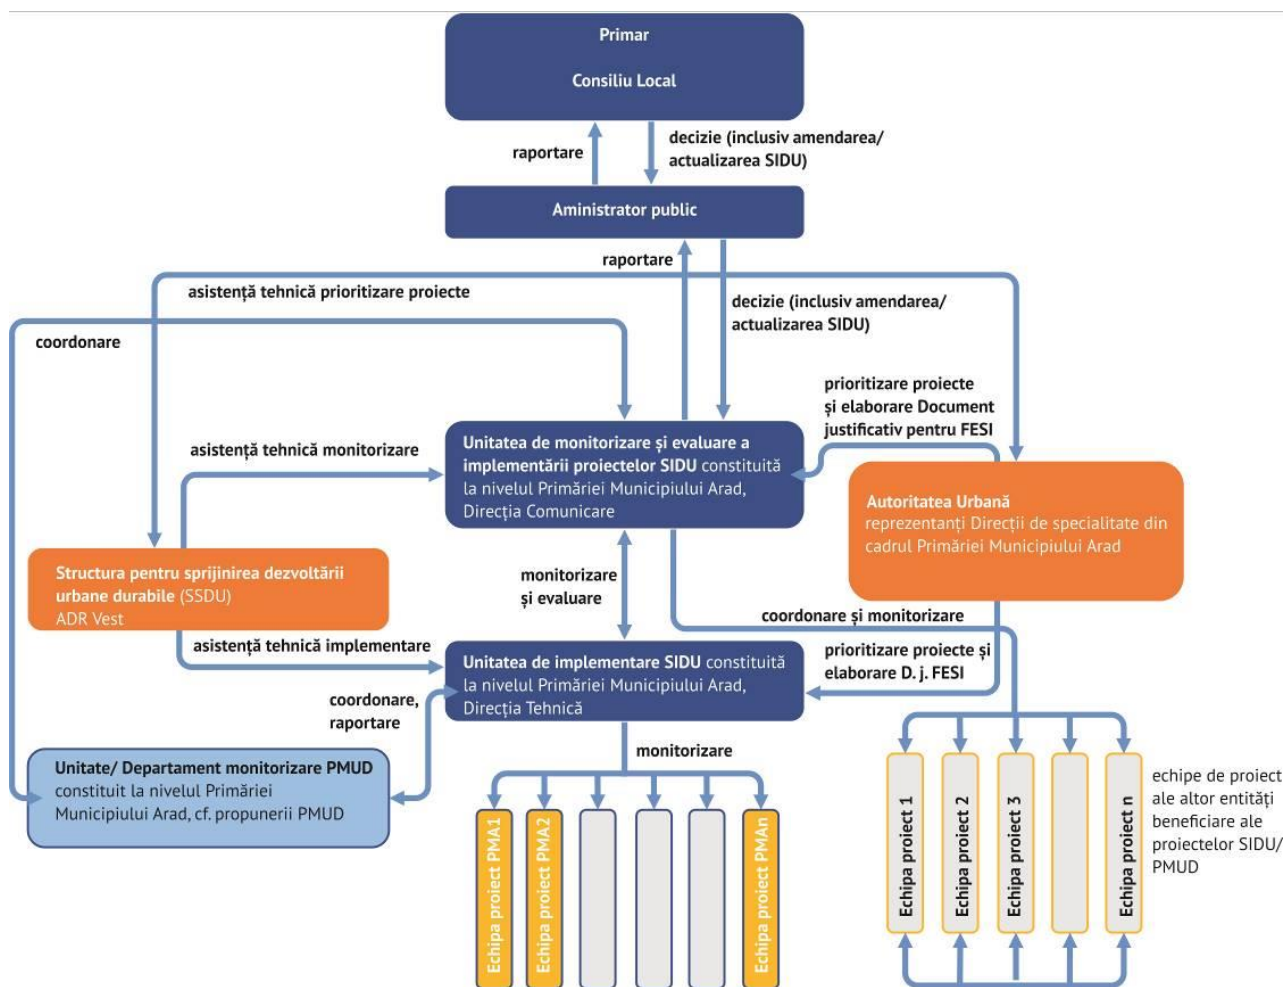 Primar
Consiliu Local
raportare
decizie (inclusiv amendarea/
actualizarea SIDU)
Aministrator public
raportare
asistență tehnică prioritizare proiecte
decizie (inclusiv amendarea/
actualizarea SIDU)
coordonare
prioritizare proiecte
și elaborare Document
justificativ pentru FESI
asistență tehnică monitorizare
Unitatea de monitorizare și evaluare a
implementării proiectelor SIDU constituită
la nivelul Primăriei Municipiului Arad,
Direcția Comunicare
Autoritatea Urbană
reprezentanți Direcții de specialitate din
cadrul Primăriei Municipiului Arad
Structura pentru sprijinirea dezvoltării
urbane durabile (SSDU)
ADR Vest
monitorizare
și evaluare
coordonare și monitorizare
asistență tehnică implementare
Unitatea de implementare SIDU constituită
la nivelul Primăriei Municipiului Arad,
Direcția Tehnică
prioritizare proiecte și
elaborare D. j. FESI
coordonare,
raportare
monitorizare
Unitate/ Departament monitorizare PMUD
constituit la nivelul Primăriei
Municipiului Arad, cf. propunerii PMUD
Echipa proiect PMA1
Echipa proiect PMA2
Echipa proiect PMAn
Echipa proiect 1
Echipa proiect 2
Echipa proiect 3
Echipa proiect n
echipe de proiect
ale altor entități
beneficiare ale
proiectelor SIDU/
PMUD